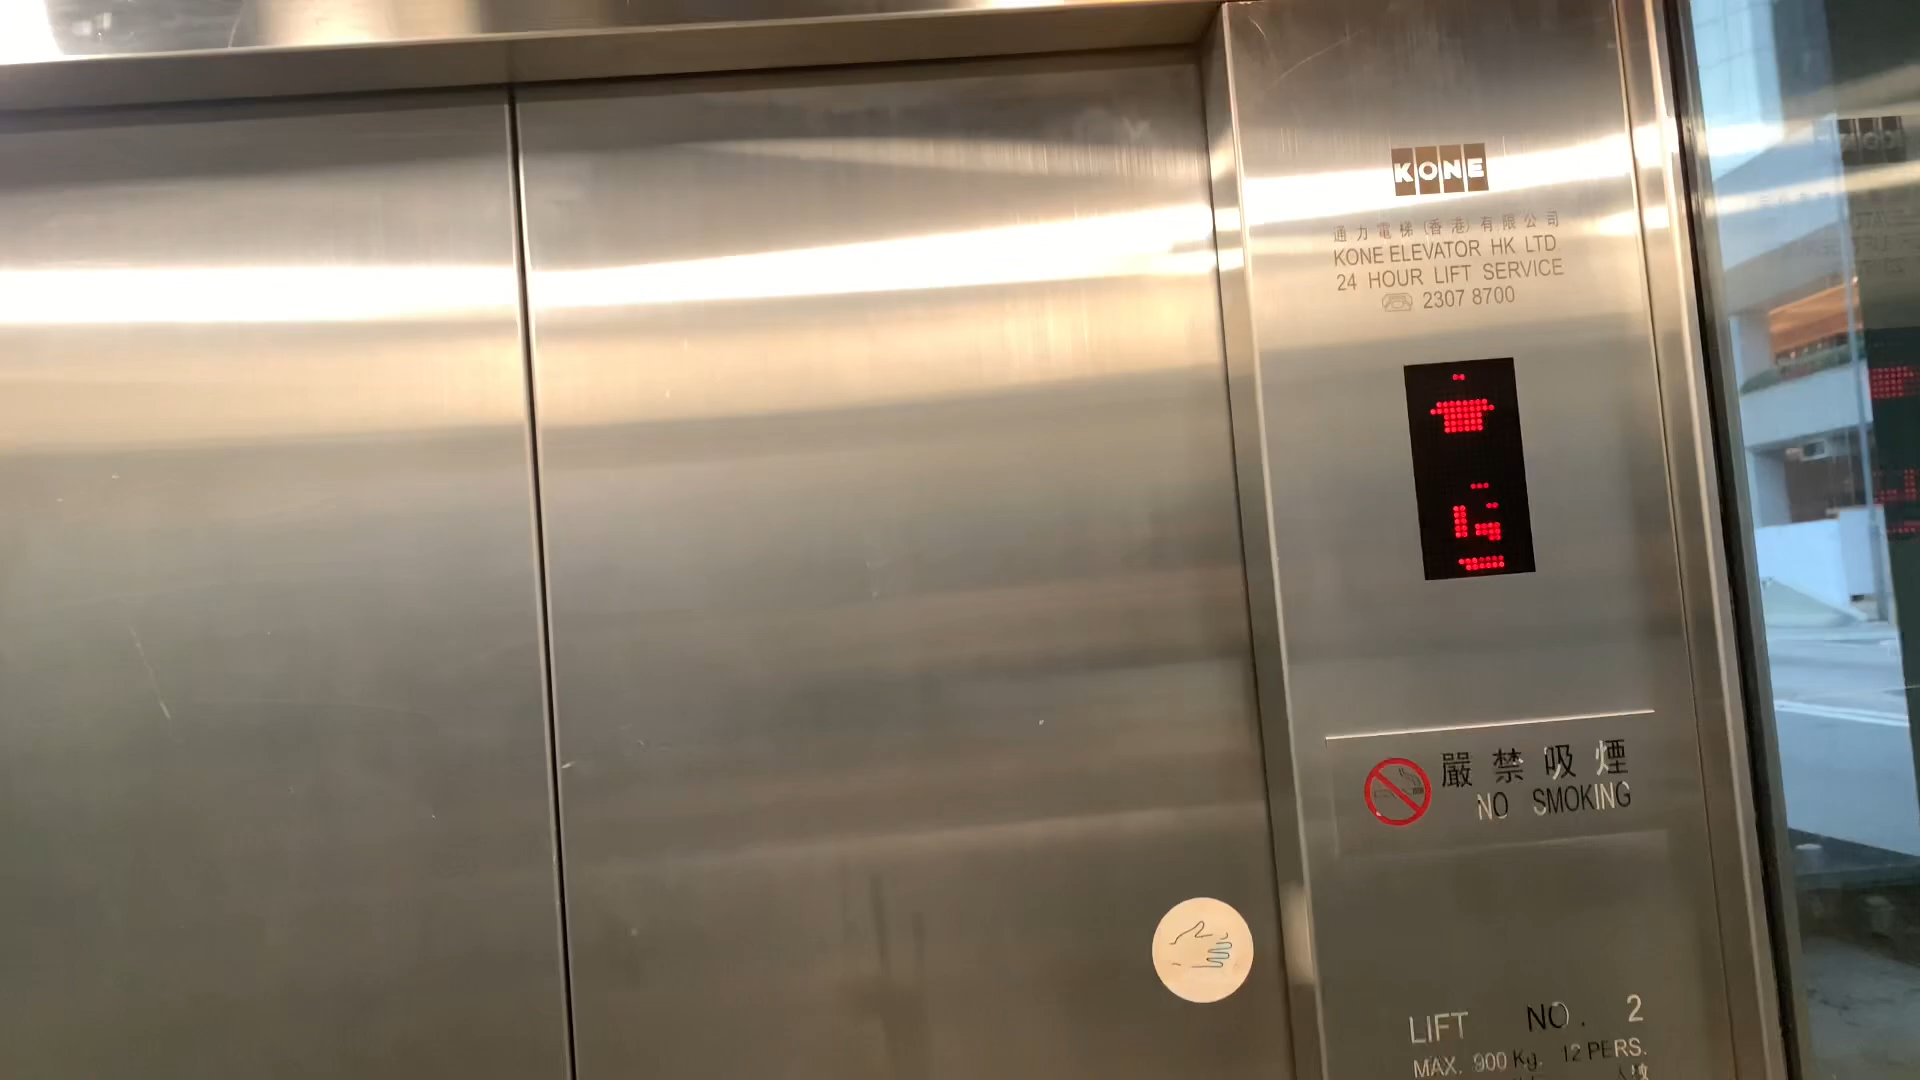 KONE
通力電梯(香港)有限公司
KONE ELEVATOR HK LTD
24 HOUR LIFT SERVICE
2307 8700
嚴禁吸煙
NO SMOKING
LIFT NO. 2
MAX. 900 Kg. 12 PERS.